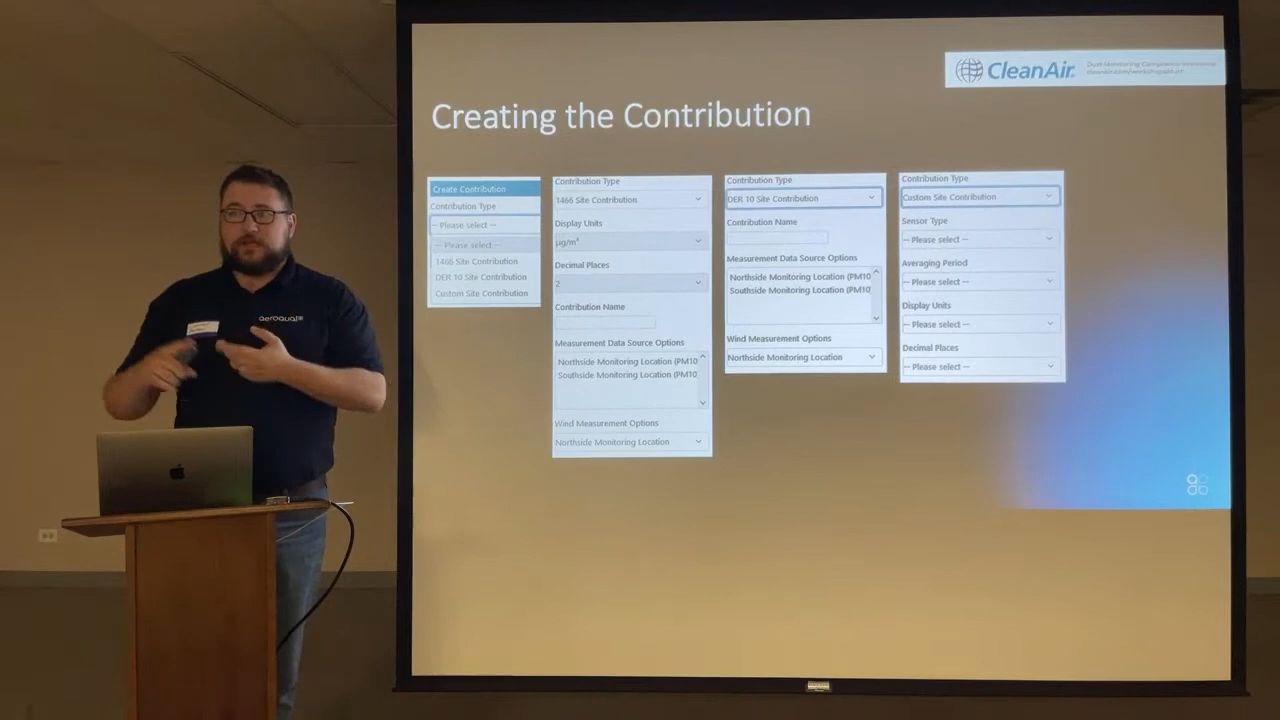 CleanAir
Dust Monitoring Compliance
Creating the Contribution
Create Contribution
Contribution Type
-- Please select --
-- Please select --
1466 Site Contribution
DER 10 Site Contribution
Custom Site Contribution
Contribution Type
1466 Site Contribution
Display Units
µg/m³
Decimal Places
2
Contribution Name
Measurement Data Source Options
Northside Monitoring Location (PM10
Southside Monitoring Location (PM10
Wind Measurement Options
Northside Monitoring Location
Contribution Type
DER 10 Site Contribution
Contribution Name
Measurement Data Source Options
Northside Monitoring Location (PM10
Southside Monitoring Location (PM10
Wind Measurement Options
Northside Monitoring Location
Contribution Type
Custom Site Contribution
Sensor Type
-- Please select --
Averaging Period
-- Please select --
Display Units
-- Please select --
Decimal Places
-- Please select --
aeroqual